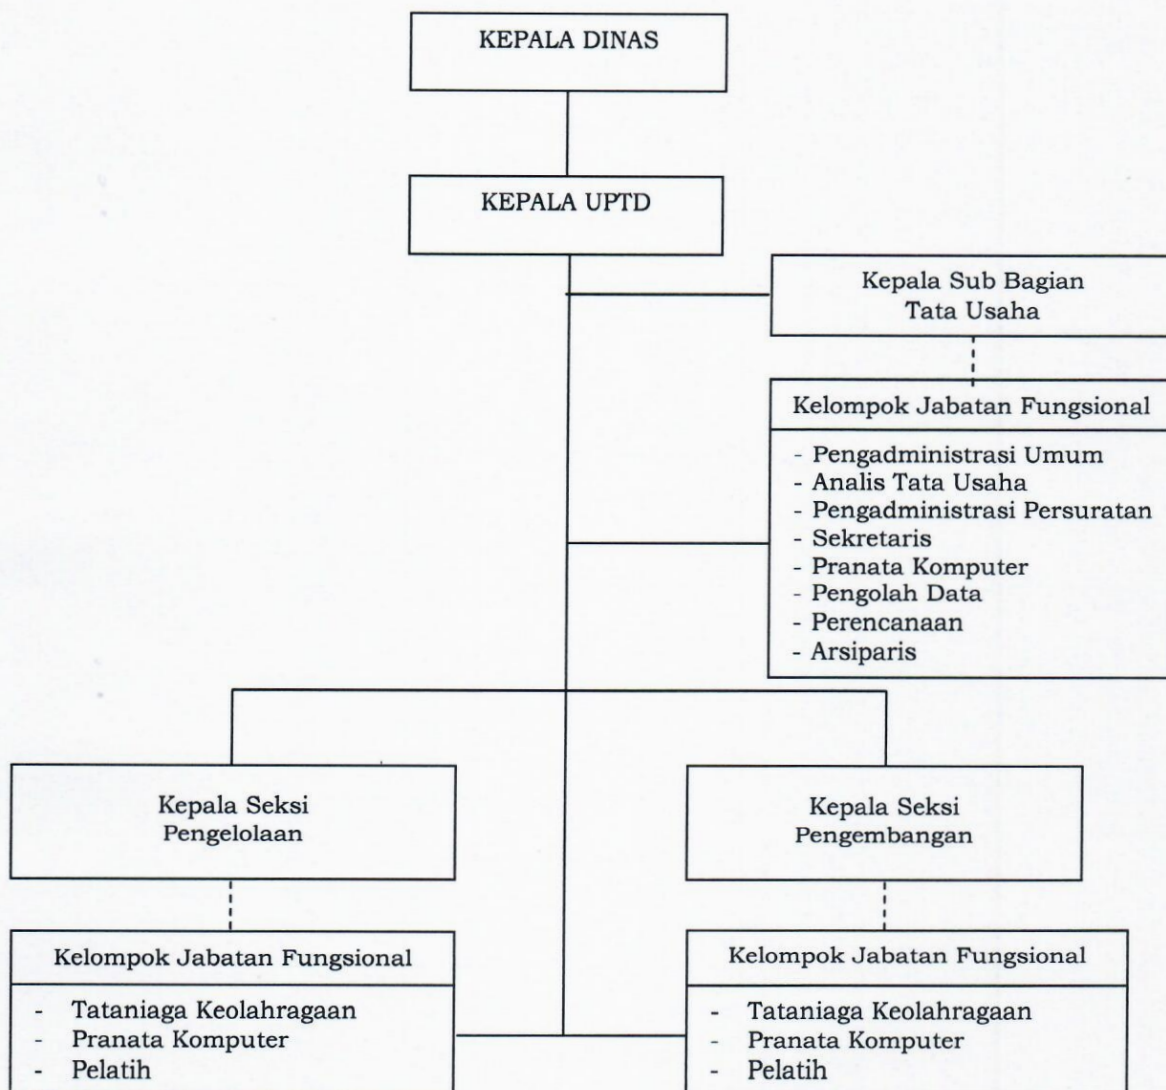 KEPALA DINAS
KEPALA UPTD
Kepala Sub Bagian
Tata Usaha
Kelompok Jabatan Fungsional
- Pengadministrasi Umum
- Analis Tata Usaha
- Pengadministrasi Persuratan
- Sekretaris
- Pranata Komputer
- Pengolah Data
- Perencanaan
- Arsiparis
Kepala Seksi
Pengelolaan
Kepala Seksi
Pengembangan
Kelompok Jabatan Fungsional
- Tataniaga Keolahragaan
- Pranata Komputer
- Pelatih
Kelompok Jabatan Fungsional
- Tataniaga Keolahragaan
- Pranata Komputer
- Pelatih